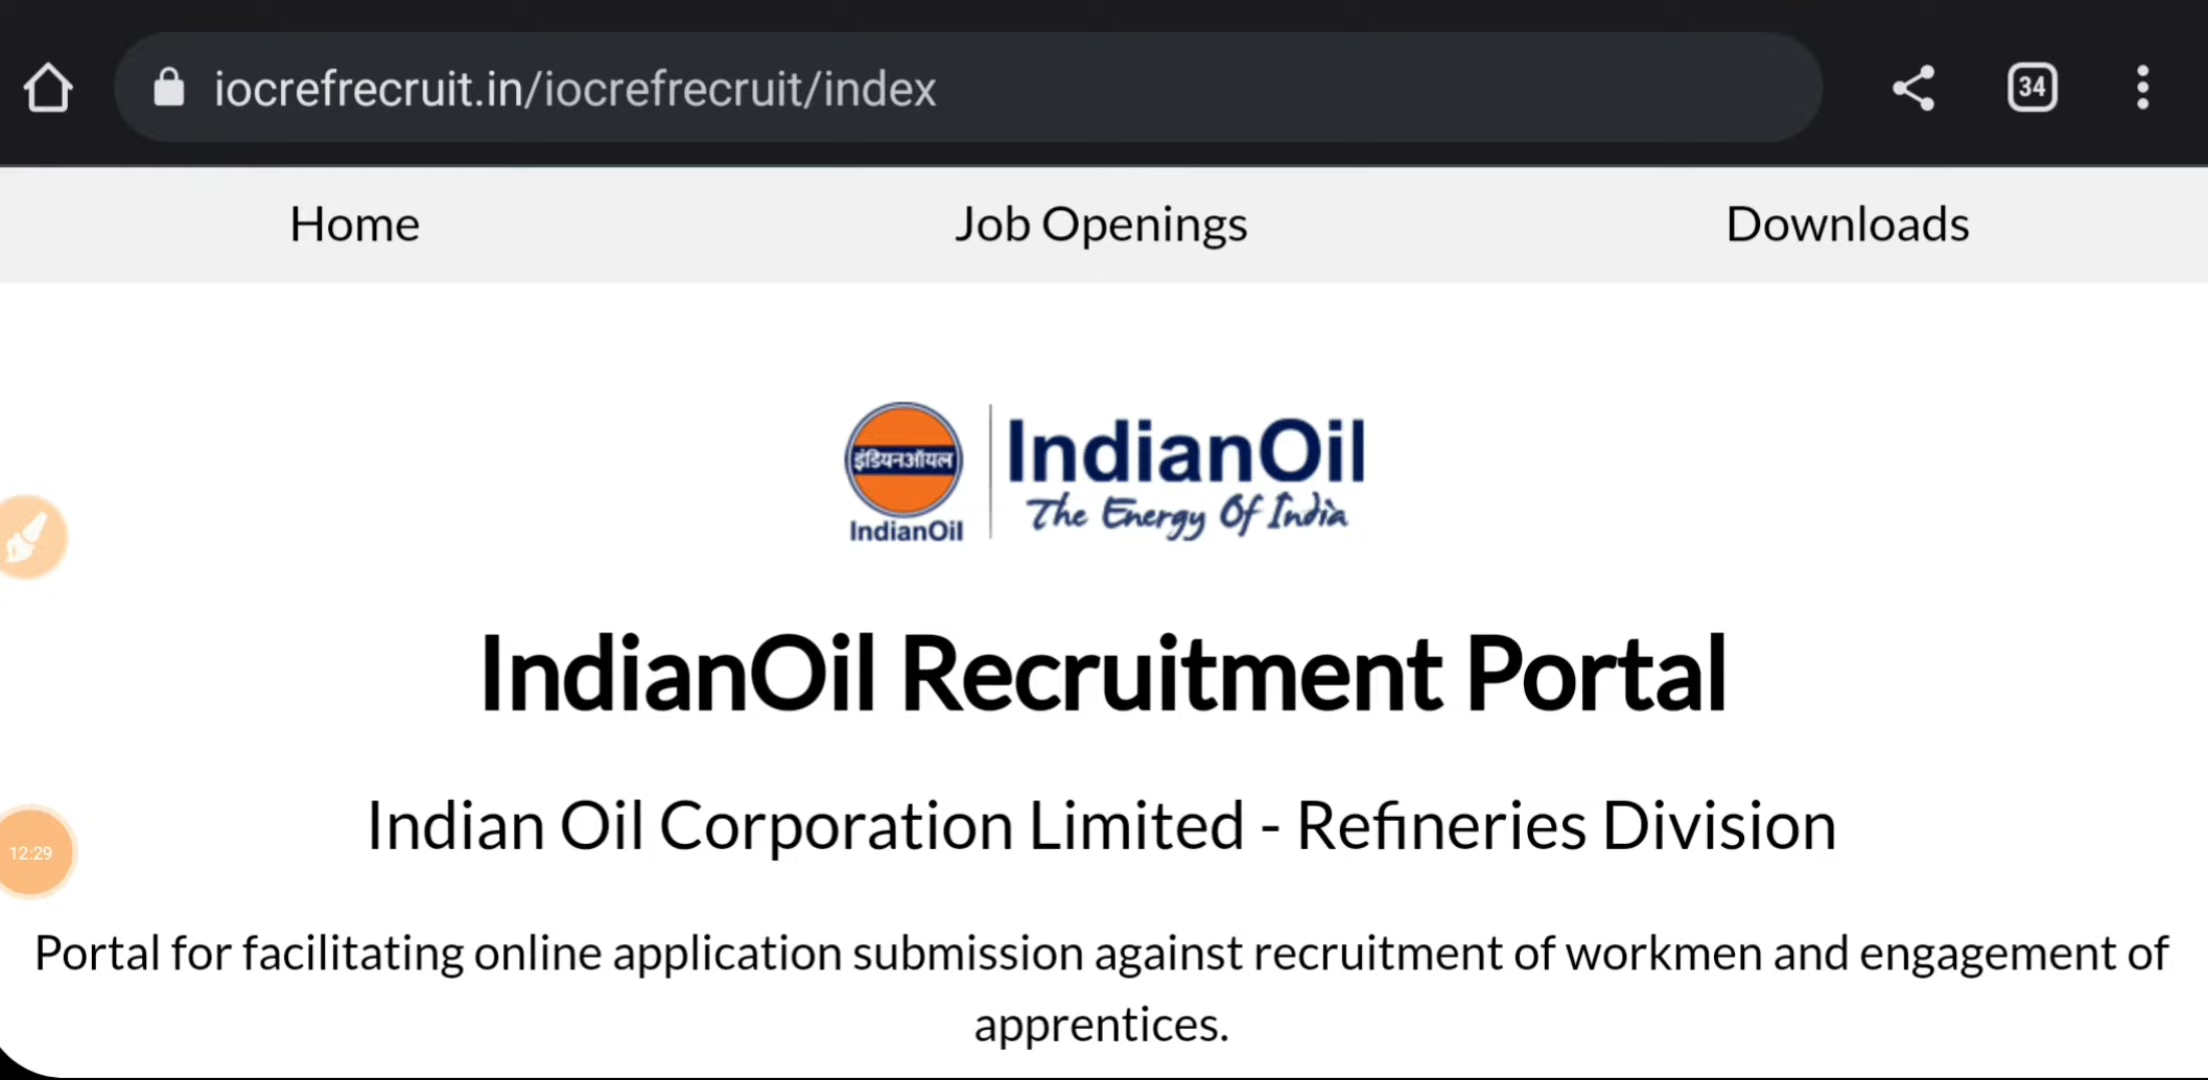 iocrefrecruit.in/iocrefrecruit/index
34
Home
Job Openings
Downloads
इंडियनऑयल
IndianOil
IndianOil
The Energy Of India
IndianOil Recruitment Portal
Indian Oil Corporation Limited - Refineries Division
12:29
Portal for facilitating online application submission against recruitment of workmen and engagement of
apprentices.